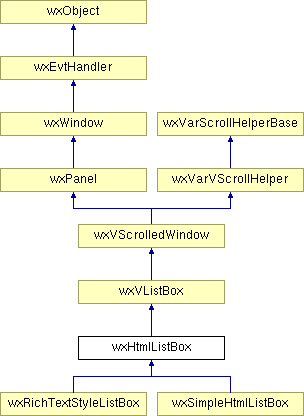 wxObject
wxEvtHandler
wxWindow
wxVarScrollHelperBase
wxPanel
wxVarVScrollHelper
wxVScrolledWindow
wxVListBox
wxHtmlListBox
wxRichTextStyleListBox
wxSimpleHtmlListBox